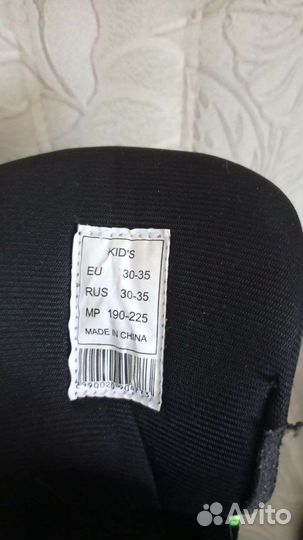 KID'S
EU 30-35
RUS 30-35
MP 190-225
MADE IN CHINA
Avito